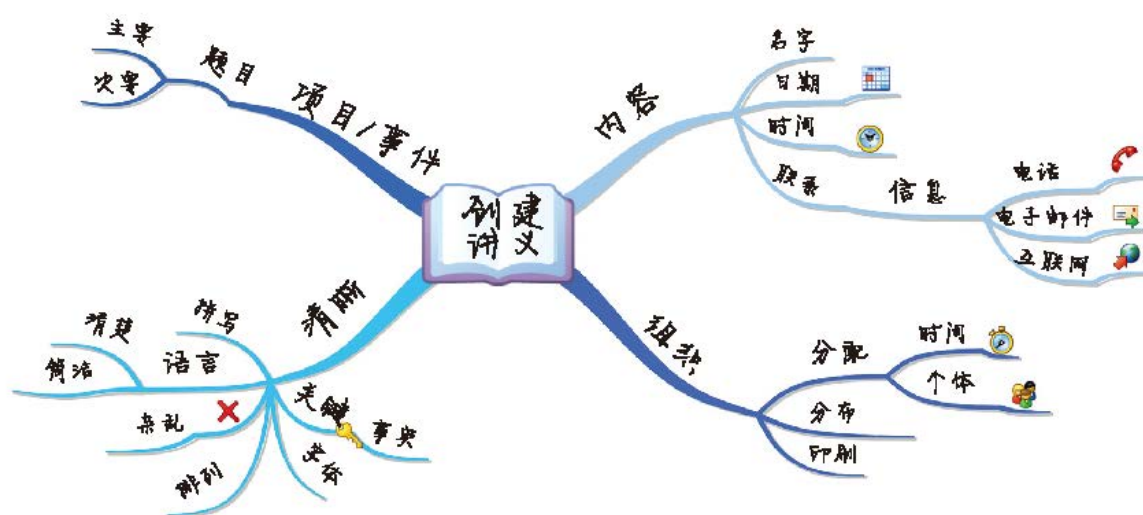 创建
讲义
内容
名字
日期
时间
联系
信息
电话
电子邮件
互联网
组织
分配
时间
个体
分布
印刷
清晰
拼写
语言
清楚
简洁
杂乱
排列
字体
关键
事实
项目/事件
题目
主要
次要